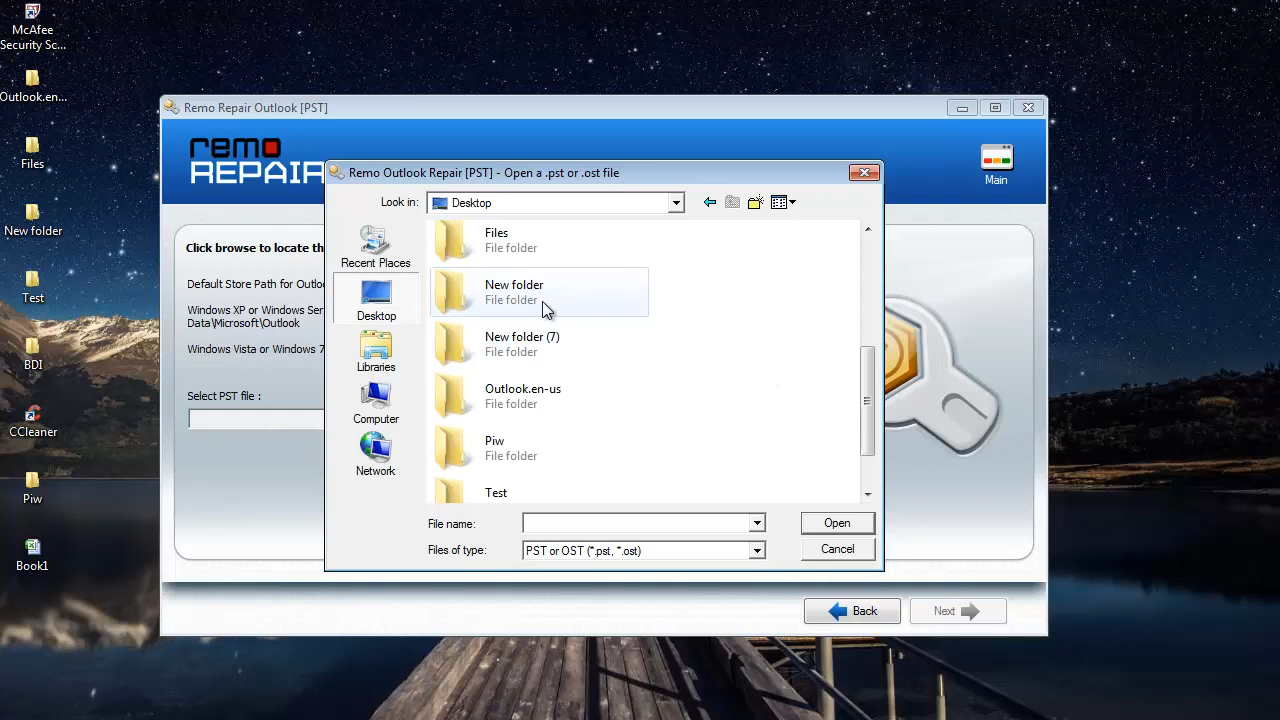 McAfee
Security Sc...
Outlook.en...
Files
New folder
Test
BDI
CCleaner
Piw
Book1
Remo Repair Outlook [PST]
remo
REPAIR
Main
Click browse to locate th
Default Store Path for Outlo
Windows XP or Windows Ser
Data\Microsoft\Outlook
Windows Vista or Windows 7
Select PST file :
Remo Outlook Repair [PST] - Open a .pst or .ost file
Look in:
Desktop
Recent Places
Desktop
Libraries
Computer
Network
Files
File folder
New folder
File folder
New folder (7)
File folder
Outlook.en-us
File folder
Piw
File folder
Test
File name:
Open
Files of type:
PST or OST (*.pst, *.ost)
Cancel
Back
Next